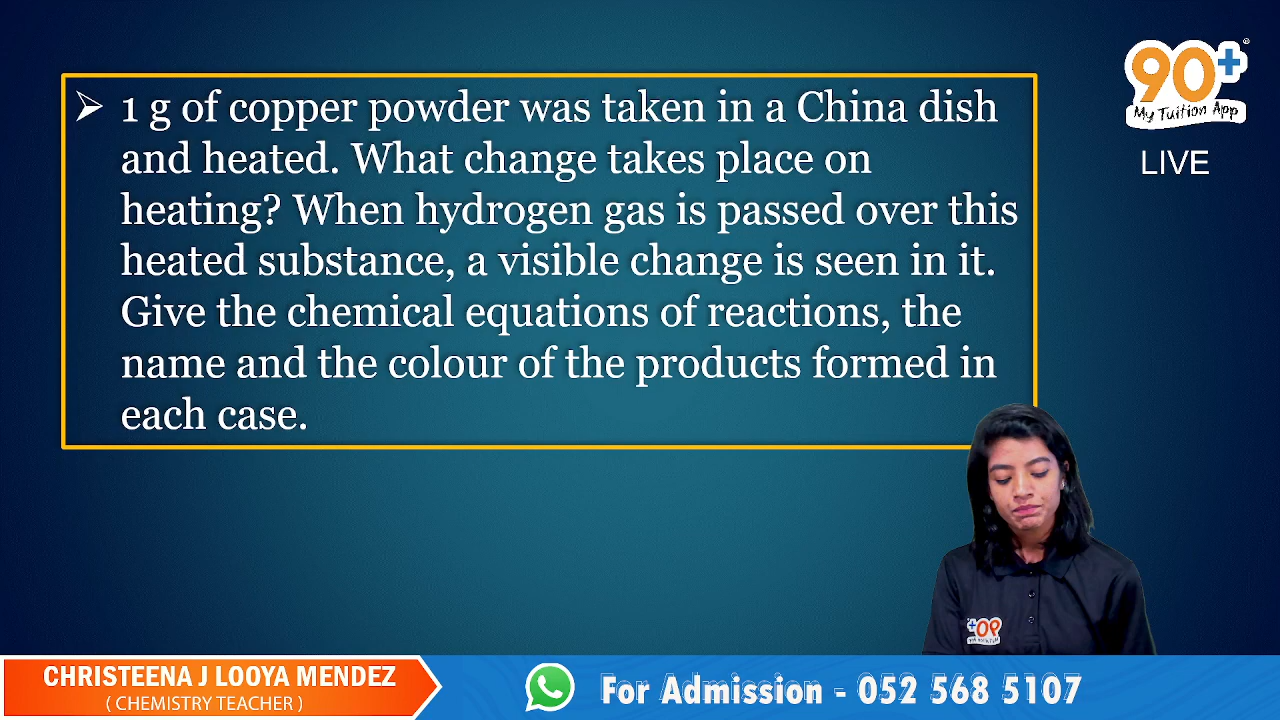 ➢ 1 g of copper powder was taken in a China dish
and heated. What change takes place on
heating? When hydrogen gas is passed over this
heated substance, a visible change is seen in it.
Give the chemical equations of reactions, the
name and the colour of the products formed in
each case.
90+
My Tuition App
LIVE
+09
CHRISTEENA J LOOYA MENDEZ
( CHEMISTRY TEACHER )
For Admission - 052 568 5107